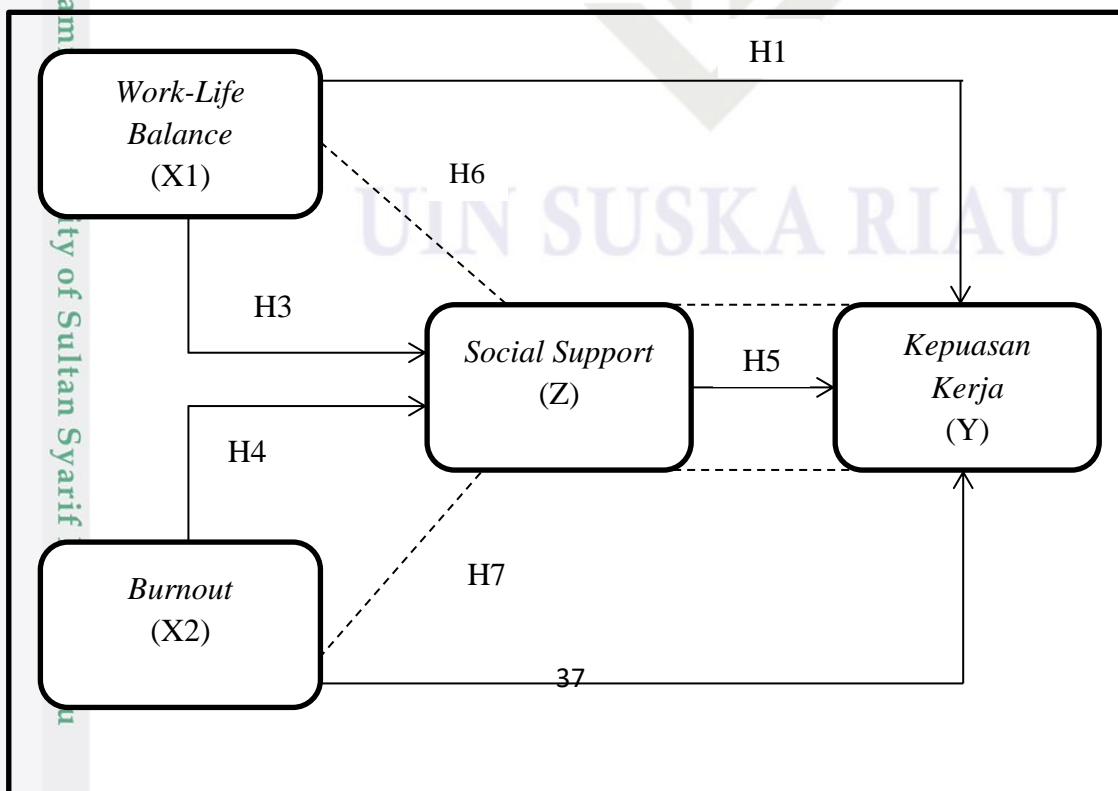 H1
Work-Life
Balance
(X1)
H6
UIN SUSKA RIAU
H3
Social Support
(Z)
H5
Kepuasan
Kerja
(Y)
H4
Burnout
(X2)
H7
37
ity of Sultan Syarif